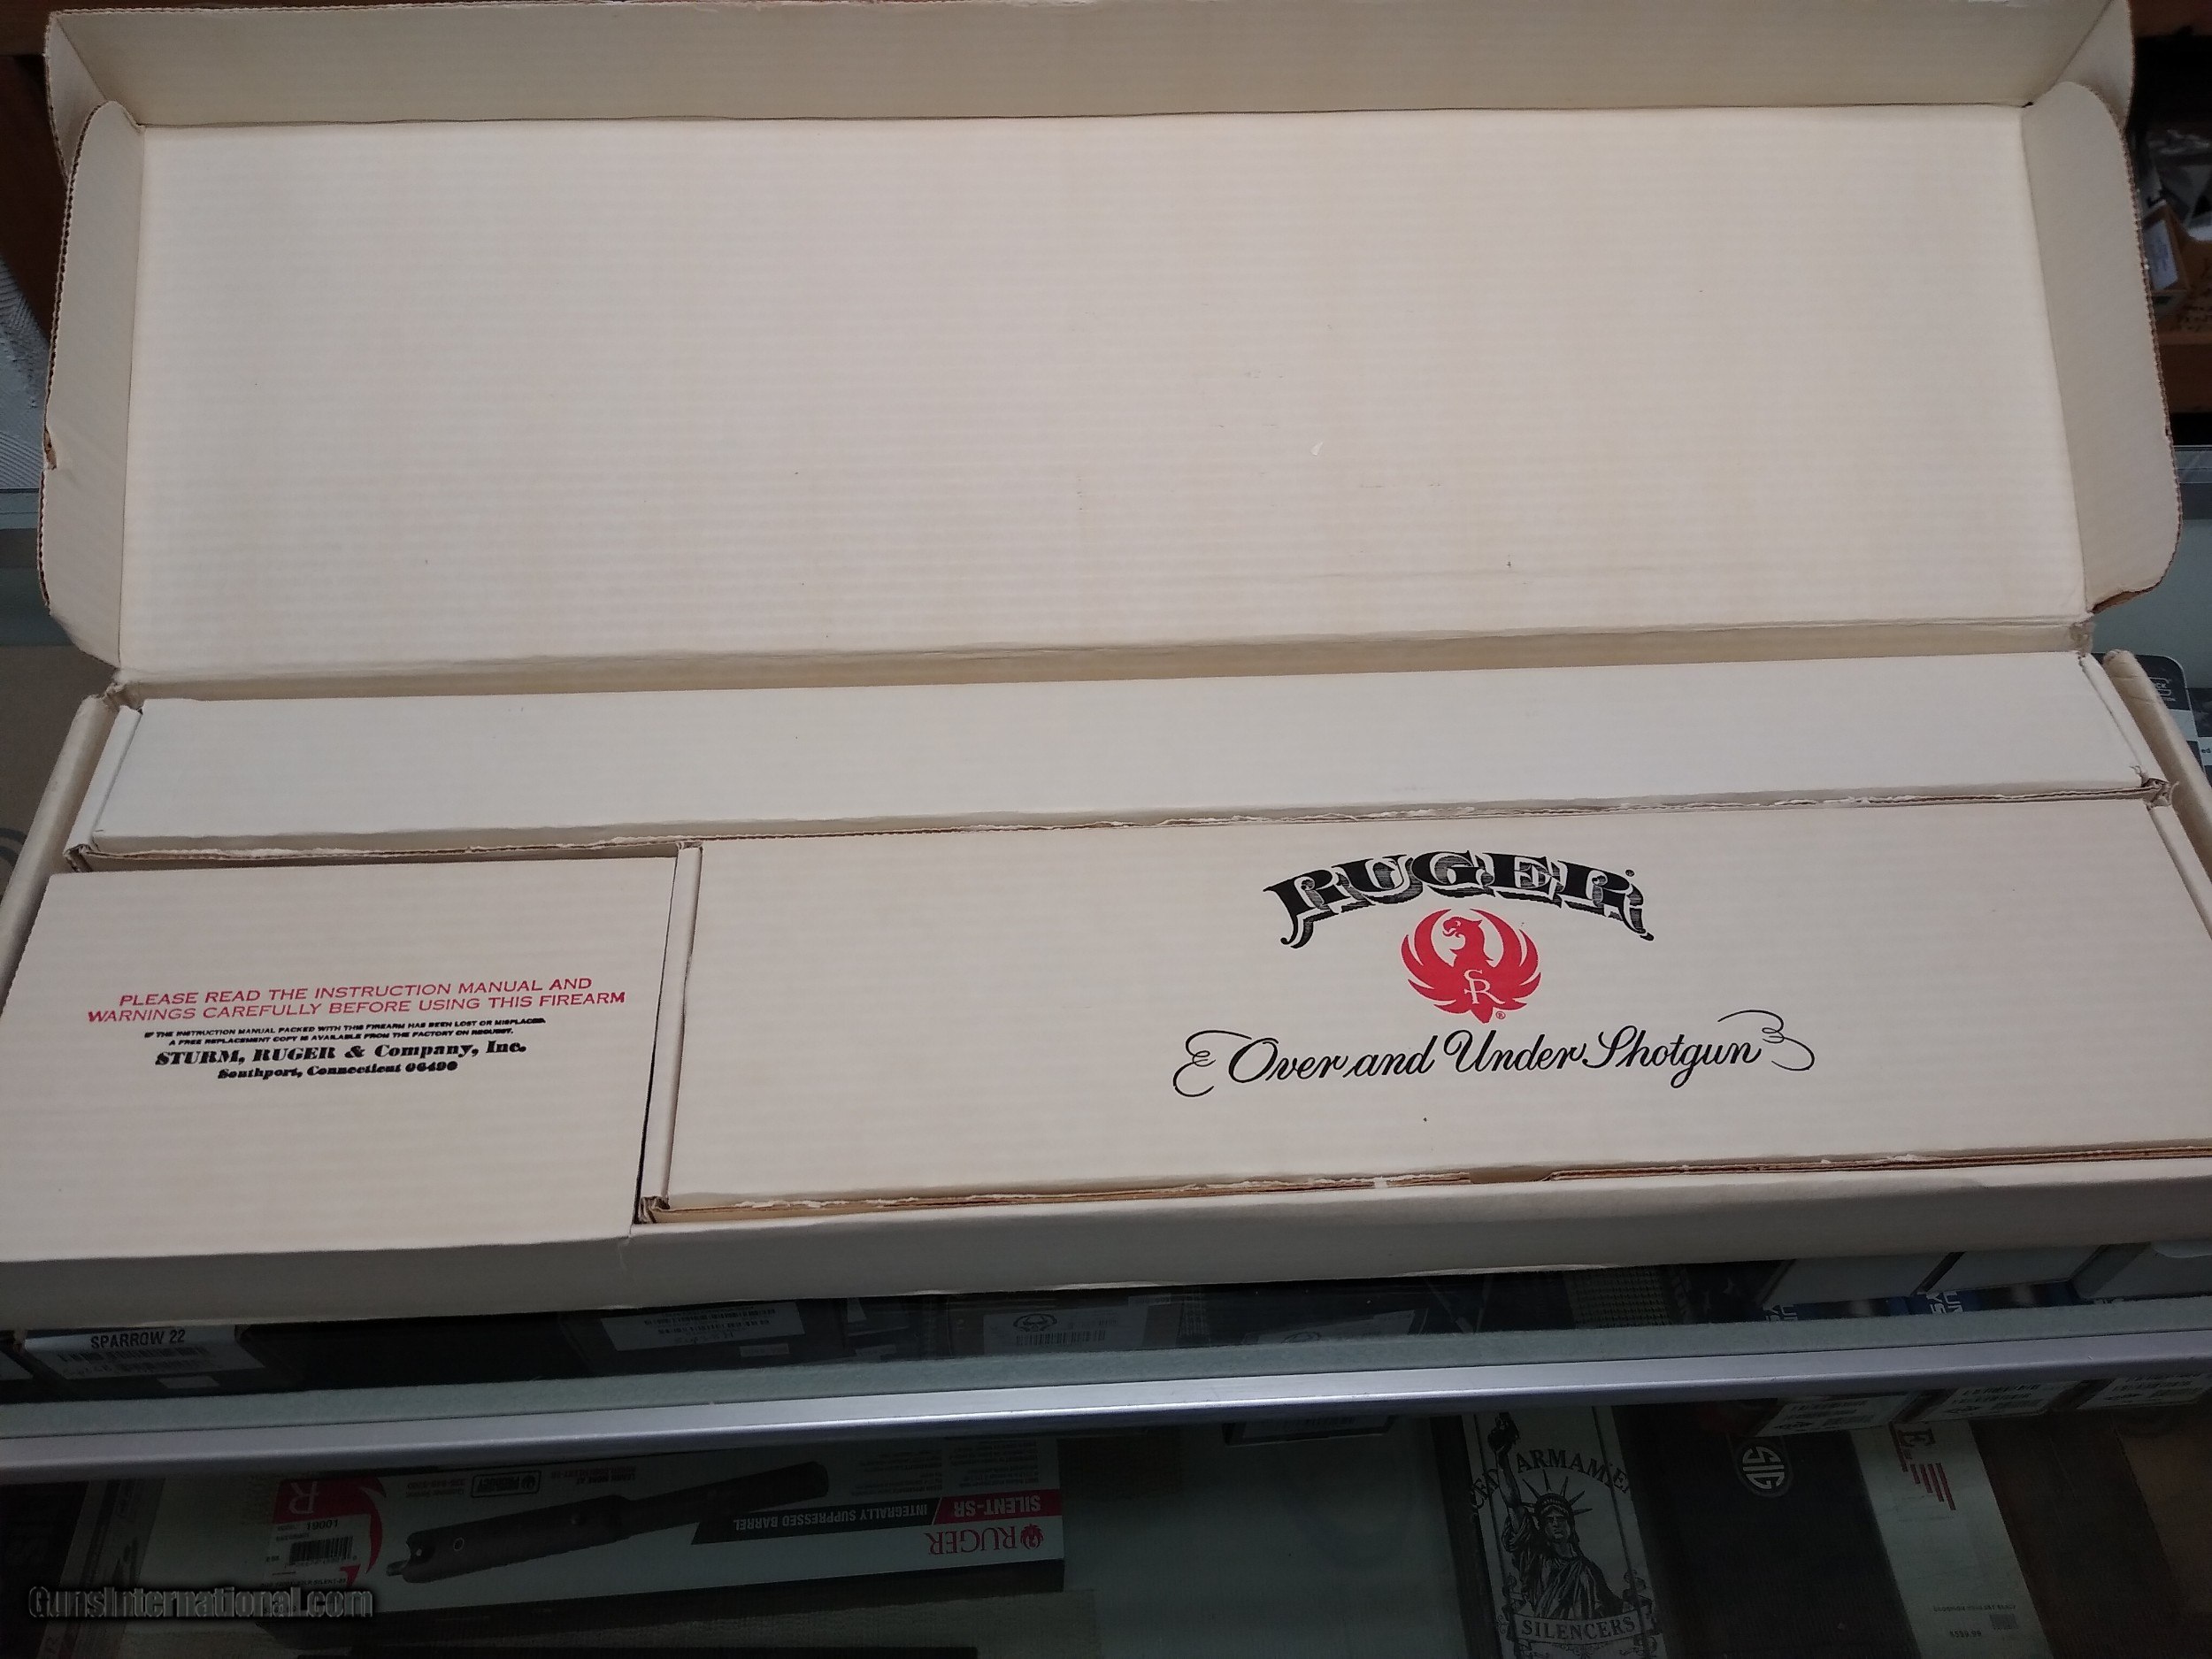 RUGER
SR
Over and Under Shotgun
PLEASE READ THE INSTRUCTION MANUAL AND
WARNINGS CAREFULLY BEFORE USING THIS FIREARM
IF THE INSTRUCTION MANUAL PACKED WITH THIS FIREARM HAS BEEN LOST OR MISPLACED
A FREE REPLACEMENT COPY IS AVAILABLE FROM THE FACTORY ON REQUEST.
STURM, RUGER & Company, Inc.
Southport, Connecticut 06490
SPARROW 22
RUGER
SILENT-SR
INTEGRALLY SUPPRESSED BARREL
19001
ARMAMENT
SILENCERS
SIG
GunsInternational.com